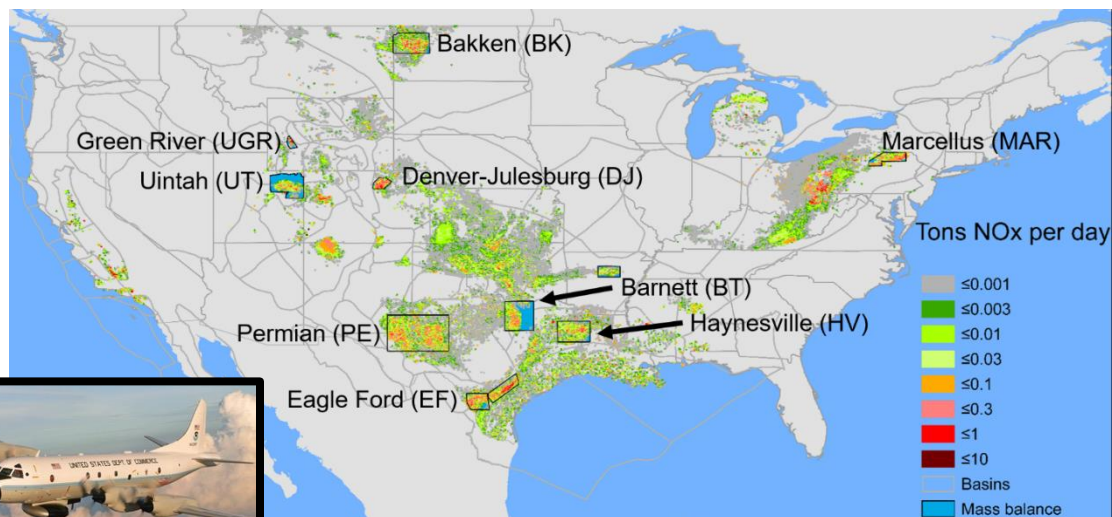 Bakken (BK)
Green River (UGR)
Marcellus (MAR)
Uintah (UT)
Denver-Julesburg (DJ)
Tons NOx per day
≤0.001
≤0.003
≤0.01
≤0.03
≤0.1
≤0.3
≤1
≤10
Basins
Mass balance
Barnett (BT)
Permian (PE)
Haynesville (HV)
Eagle Ford (EF)
UNITED STATES DEPT. OF COMMERCE